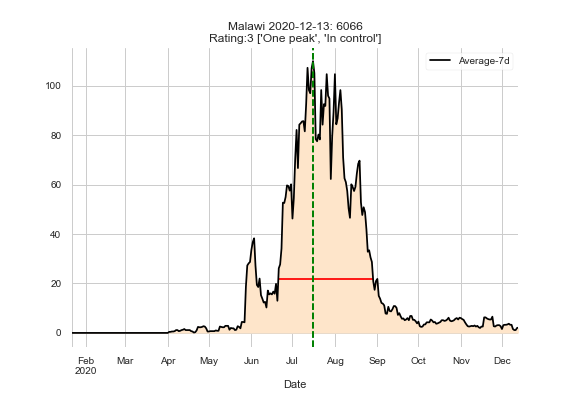 Malawi 2020-12-13: 6066
Rating:3 ['One peak', 'In control']
Average-7d
100
80
60
40
20
0
Feb Mar Apr May Jun Jul Aug Sep Oct Nov Dec
2020
Date